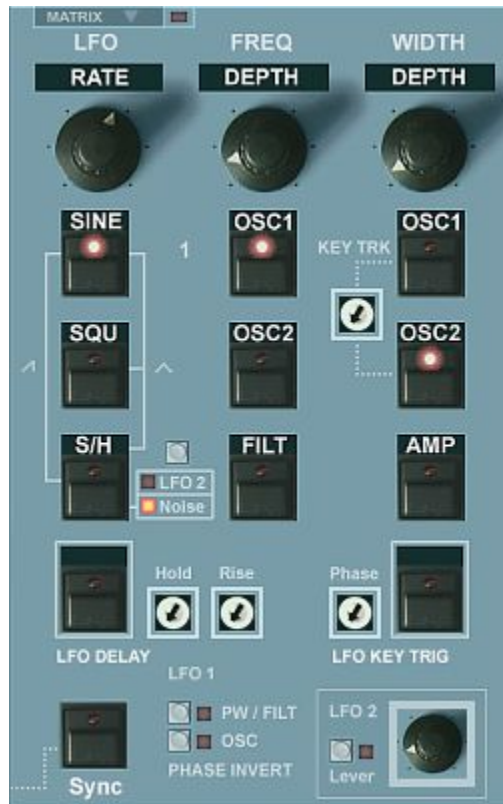 MATRIX
LFO FREQ WIDTH
RATE DEPTH DEPTH
SINE 1 OSC1 KEY TRK OSC1
SQU OSC2 OSC2
S/H FILT AMP
LFO 2
Noise
Hold Rise Phase
LFO DELAY LFO KEY TRIG
LFO 1
PW / FILT LFO 2
OSC
PHASE INVERT Lever
Sync